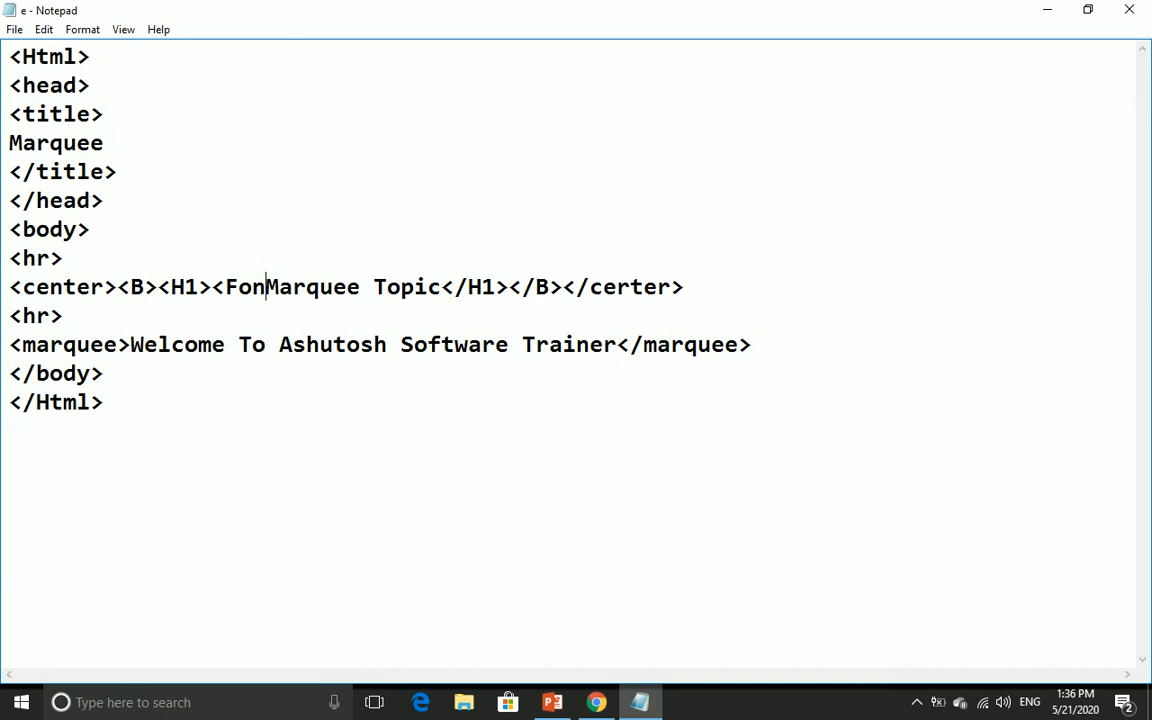 e - Notepad
File Edit Format View Help
<Html>
<head>
<title>
Marquee
</title>
</head>
<body>
<hr>
<center><B><H1><FonMarquee Topic</H1></B></certer>
<hr>
<marquee>Welcome To Ashutosh Software Trainer</marquee>
</body>
</Html>
Type here to search
ENG
1:36 PM
5/21/2020
2